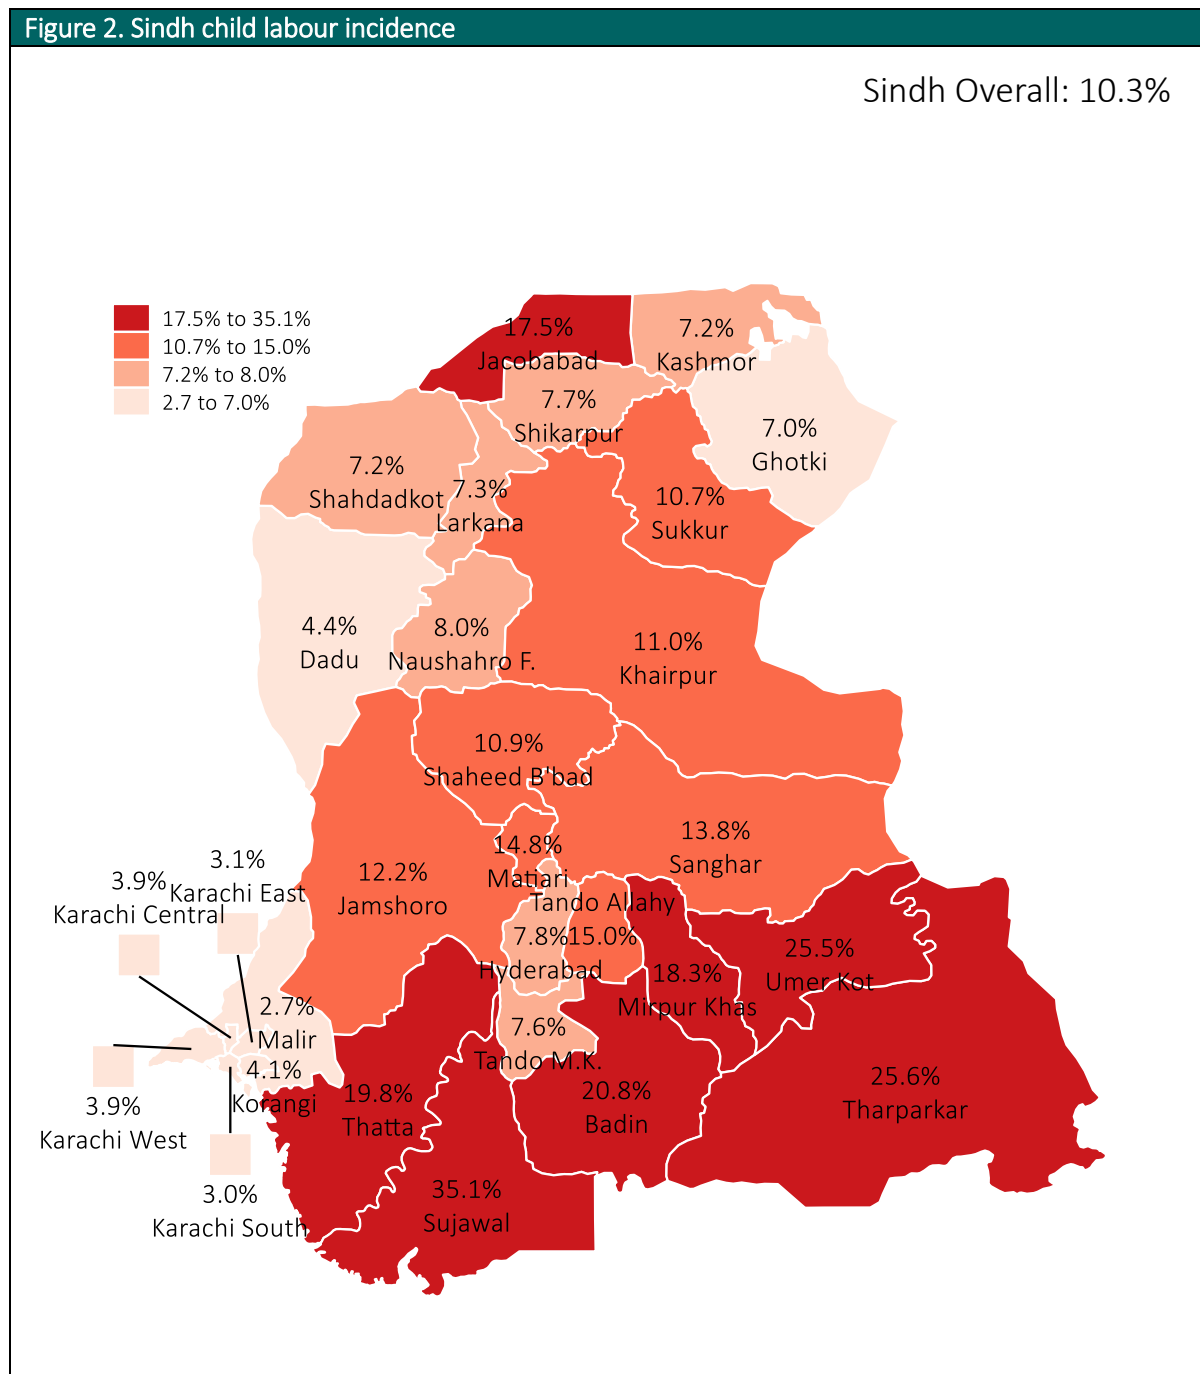 Figure 2. Sindh child labour incidence
Sindh Overall: 10.3%
17.5% to 35.1%
10.7% to 15.0%
7.2% to 8.0%
2.7 to 7.0%
17.5%
Jacobabad
7.2%
Kashmor
7.7%
Shikarpur
7.0%
Ghotki
7.2%
Shahdadkot
7.3%
Larkana
10.7%
Sukkur
4.4%
Dadu
8.0%
Naushahro F.
11.0%
Khairpur
10.9%
Shaheed B'bad
14.8%
Matiari
13.8%
Sanghar
12.2%
Jamshoro
3.1%
Karachi East
3.9%
Karachi Central
Tando Allahy
15.0%
7.8%
Hyderabad
18.3%
Mirpur Khas
25.5%
Umer Kot
2.7%
Malir
7.6%
Tando M.K.
4.1%
Korangi
19.8%
Thatta
20.8%
Badin
25.6%
Tharparkar
3.9%
Karachi West
3.0%
Karachi South
35.1%
Sujawal